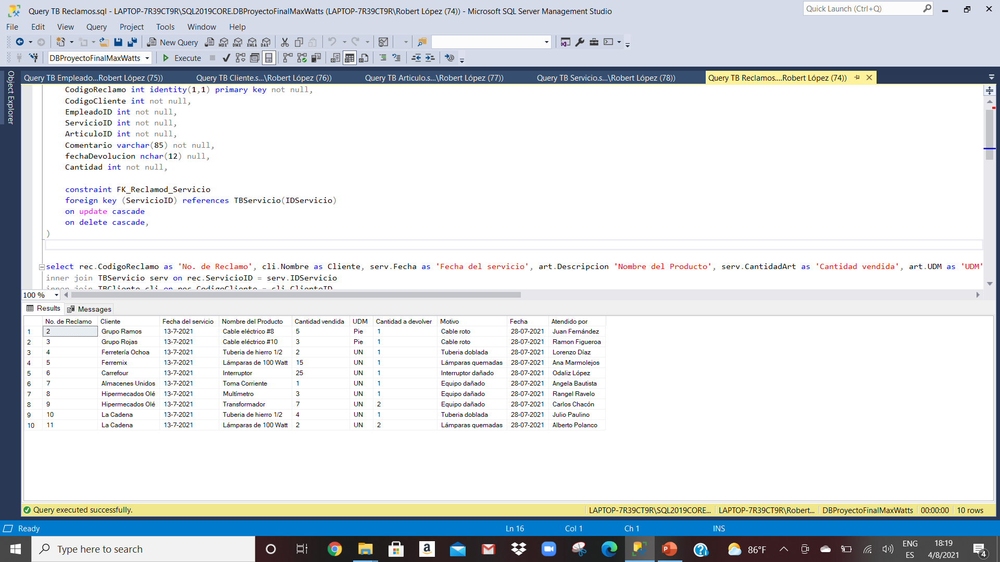 Query TB Reclamos.sql - LAPTOP-7R39CT9R\SQL2019CORE.DBProyectoFinalMaxWatts (LAPTOP-7R39CT9R\Robert López (74)) - Microsoft SQL Server Management Studio
Quick Launch (Ctrl+Q)
File Edit View Query Project Tools Window Help
New Query MDX DMX XMLA DAX
DBProyectoFinalMaxWatts Execute
Object Explorer
Query TB Empleado...Robert López (75)) Query TB Cliente.s...\Robert López (76)) Query TB Articulo.s...\Robert López (77)) Query TB Servicio.s...\Robert López (78)) Query TB Reclamos....Robert López (74))
CodigoReclamo int identity(1,1) primary key not null,
CodigoCliente int not null,
EmpleadoID int not null,
ServicioID int not null,
ArticuloID int not null,
Comentario varchar(85) not null,
fechaDevolucion nchar(12) null,
Cantidad int not null,
constraint FK_Reclamod_Servicio
foreign key (ServicioID) references TBServicio(IDServicio)
on update cascade
on delete cascade,
)
select rec.CodigoReclamo as 'No. de Reclamo', cli.Nombre as Cliente, serv.Fecha as 'Fecha del servicio', art.Descripcion 'Nombre del Producto', serv.CantidadArt as 'Cantidad vendida', art.UDM as 'UDM'
inner join TBServicio serv on rec.ServicioID = serv.IDServicio
inner join TBCliente cli on rec.CodigoCliente = cli.ClienteID
100 %
Results Messages
No. de Reclamo Cliente Fecha del servicio Nombre del Producto Cantidad vendida UDM Cantidad a devolver Motivo Fecha Atendido por
1 2 Grupo Ramos 13-7-2021 Cable eléctrico #8 5 Pie 1 Cable roto 28-07-2021 Juan Fernández
2 3 Grupo Rojas 13-7-2021 Cable eléctrico #10 3 Pie 1 Cable roto 28-07-2021 Ramon Figueroa
3 4 Ferretería Ochoa 13-7-2021 Tuberia de hierro 1/2 2 UN 1 Tuberia doblada 28-07-2021 Lorenzo Díaz
4 5 Ferremix 13-7-2021 Lámparas de 100 Watt 15 UN 1 Lámparas quemadas 28-07-2021 Ana Marmolejos
5 6 Carrefour 13-7-2021 Interruptor 25 UN 1 Interruptor dañado 28-07-2021 Odaliz López
6 7 Almacenes Unidos 13-7-2021 Toma Corriente 1 UN 1 Equipo dañado 28-07-2021 Angela Bautista
7 8 Hipermecados Olé 13-7-2021 Multímetro 3 UN 1 Equipo dañado 28-07-2021 Rangel Ravelo
8 9 Hipermecados Olé 13-7-2021 Transformador 7 UN 2 Equipo dañado 28-07-2021 Carlos Chacón
9 10 La Cadena 13-7-2021 Tuberia de hierro 1/2 4 UN 1 Tuberia doblada 28-07-2021 Julio Paulino
10 11 La Cadena 13-7-2021 Lámparas de 100 Watt 2 UN 2 Lámparas quemadas 28-07-2021 Alberto Polanco
Query executed successfully. LAPTOP-7R39CT9R\SQL2019CORE... LAPTOP-7R39CT9R\Robert... DBProyectoFinalMaxWatts 00:00:00 10 rows
Ready Ln 16 Col 1 Ch 1 INS
Type here to search
86°F
ENG
ES
18:19
4/8/2021
4